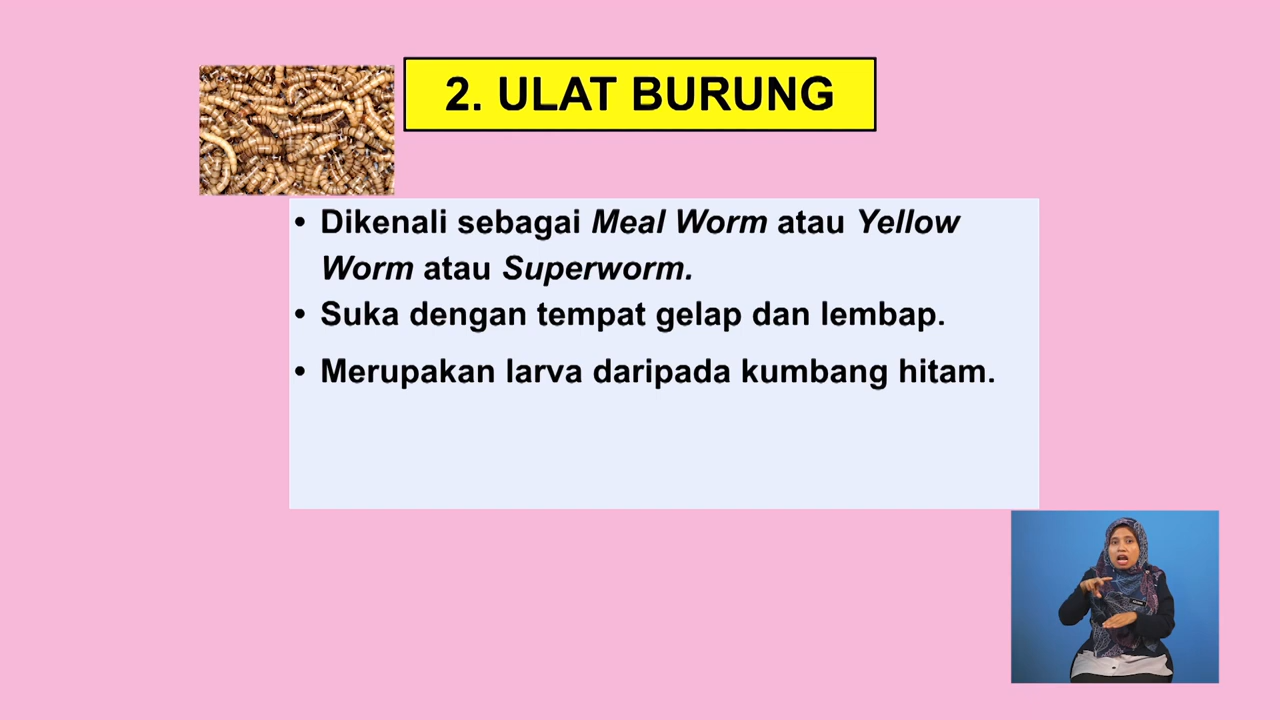 2. ULAT BURUNG
• Dikenali sebagai Meal Worm atau Yellow
Worm atau Superworm.
• Suka dengan tempat gelap dan lembap.
• Merupakan larva daripada kumbang hitam.